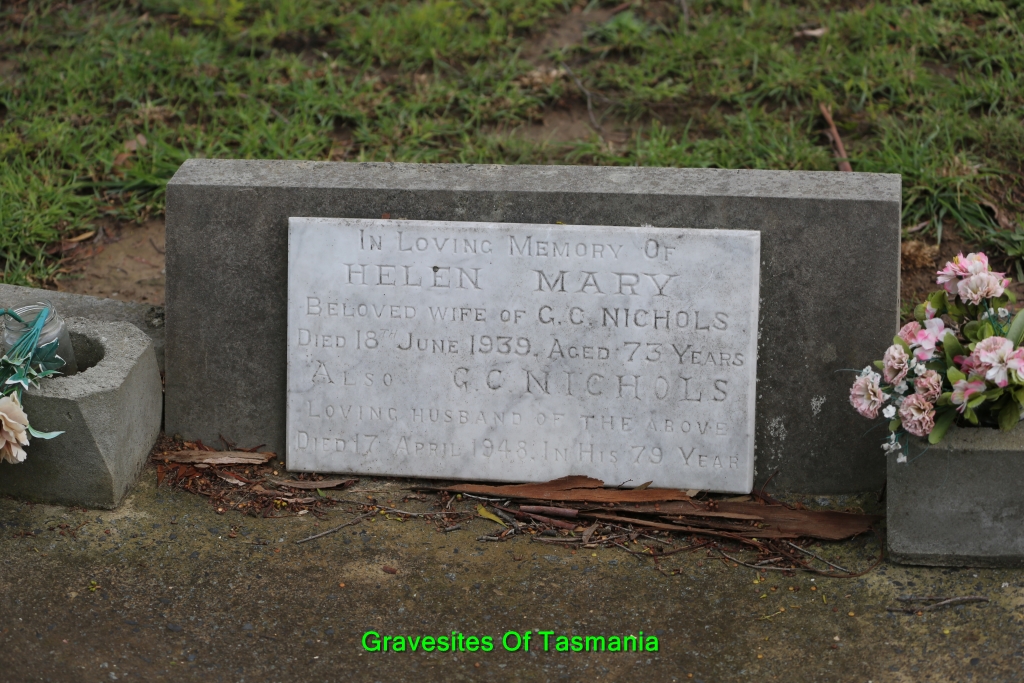 In Loving Memory Of
HELEN MARY
BELOVED WIFE OF G.C. NICHOLS
DIED 18TH JUNE 1939. AGED 73 YEARS
ALSO G.C. NICHOLS
LOVING HUSBAND OF THE ABOVE
DIED 17 APRIL 1948. IN HIS 79 YEAR
Gravesites Of Tasmania